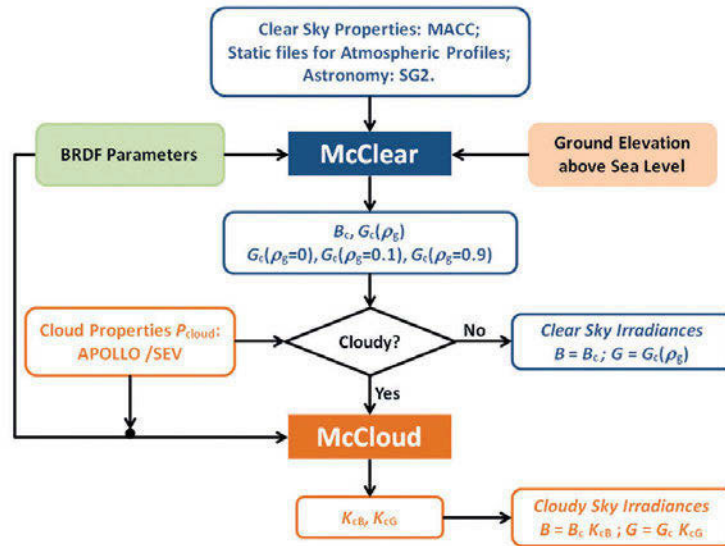 Clear Sky Properties: MACC;
Static files for Atmospheric Profiles;
Astronomy: SG2.
BRDF Parameters
McClear
Ground Elevation
above Sea Level
Bc, Gc(ρg)
Gc(ρg=0), Gc(ρg=0.1), Gc(ρg=0.9)
Cloud Properties Pcloud:
APOLLO /SEV
Cloudy?
No
Clear Sky Irradiances
B = Bc ; G = Gc(ρg)
Yes
McCloud
KcB, KcG
Cloudy Sky Irradiances
B = Bc KcB ; G = Gc KcG